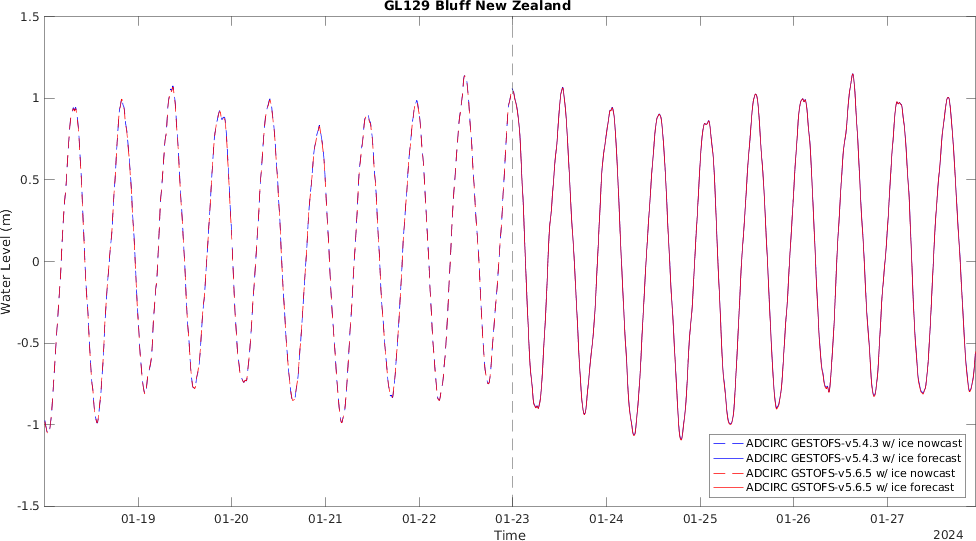 GL129 Bluff New Zealand
1.5
1
0.5
0
-0.5
-1
-1.5
Water Level (m)
ADCIRC GESTOFS-v5.4.3 w/ ice nowcast
ADCIRC GESTOFS-v5.4.3 w/ ice forecast
ADCIRC GSTOFS-v5.6.5 w/ ice nowcast
ADCIRC GSTOFS-v5.6.5 w/ ice forecast
01-19 01-20 01-21 01-22 01-23 01-24 01-25 01-26 01-27
Time
2024